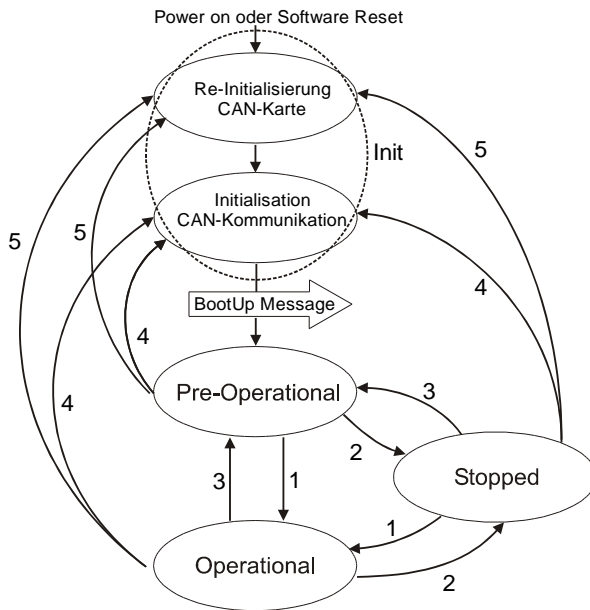 Power on oder Software Reset
Re-Initialisierung
CAN-Karte
Init
5
Initialisation
CAN-Kommunikation
5
5
4
BootUp Message
4
4
Pre-Operational
3
2
3
1
Stopped
1
Operational
2